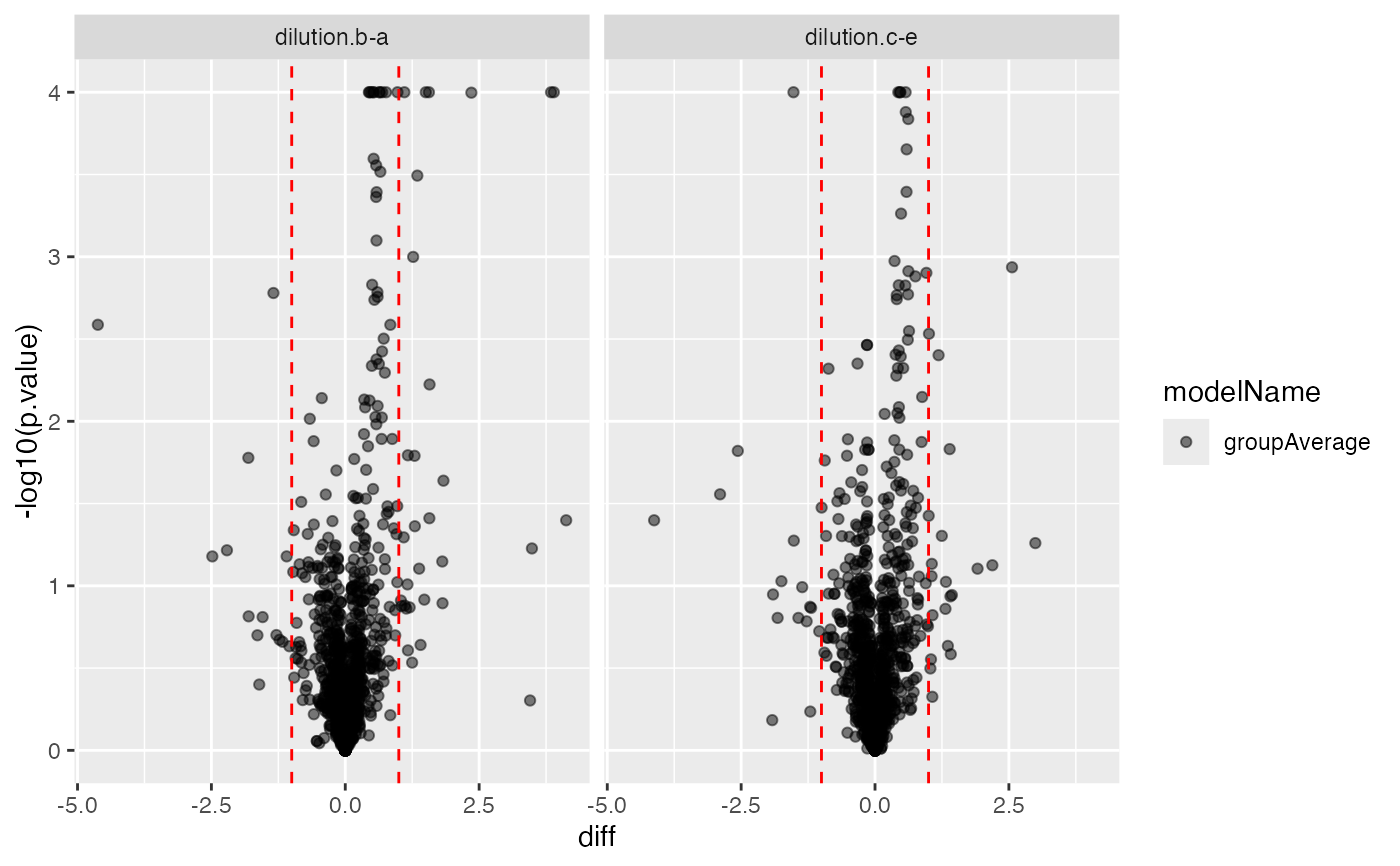 dilution.b-a
dilution.c-e
4
3
2
1
0
-log10(p.value)
-5.0
-2.5
0.0
2.5
-5.0
-2.5
0.0
2.5
diff
modelName
groupAverage